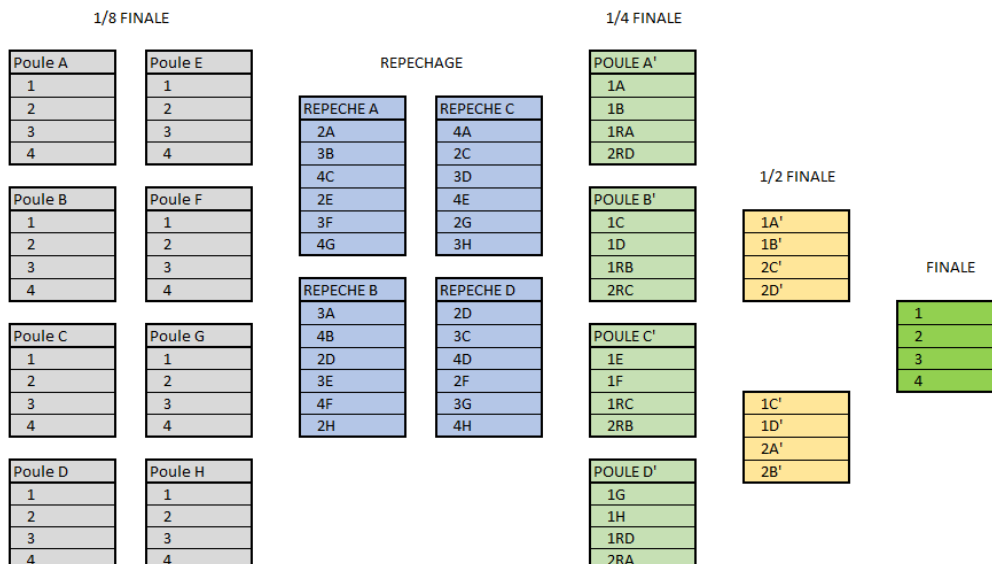 1/8 FINALE
Poule A
1
2
3
4
Poule B
1
2
3
4
Poule C
1
2
3
4
Poule D
1
2
3
4
Poule E
1
2
3
4
Poule F
1
2
3
4
Poule G
1
2
3
4
Poule H
1
2
3
4
REPECHAGE
REPECHE A
2A
3B
4C
2E
3F
4G
REPECHE B
3A
4B
2D
3E
4F
2H
REPECHE C
4A
2C
3D
4E
2G
3H
REPECHE D
2D
3C
4D
2F
3G
4H
1/4 FINALE
POULE A'
1A
1B
1RA
2RD
POULE B'
1C
1D
1RB
2RC
POULE C'
1E
1F
1RC
2RB
POULE D'
1G
1H
1RD
2RA
1/2 FINALE
1A'
1B'
2C'
2D'
1C'
1D'
2A'
2B'
FINALE
1
2
3
4